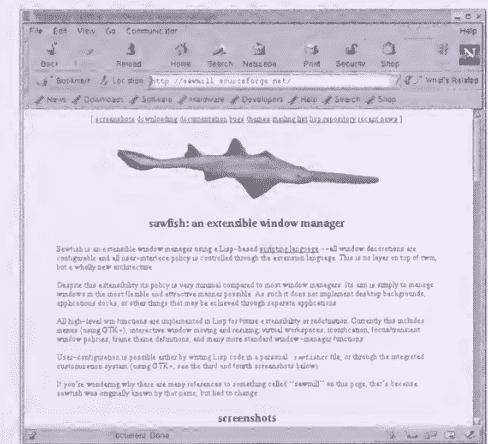 File Edit View Go Communicator Help
Back Reload Home Search Netscape Print Security Shop
Bookmark Location http://sawmill.sourceforge.net/ What's Related
News Downloads Software Hardware Developers Help Search Shop
[ screenshots downloading documentation bugs themes mailing list lisp repository recent news ]
sawfish: an extensible window manager
Sawfish is an extensible window manager using a Lisp-based scripting language --all window decorations are
configurable and all user-interface policy is controlled through the extension language. This is no layer on top of twm,
but a wholly new architecture
Despite this extensibility its policy is very minimal compared to most window managers. Its aim is simply to manage
windows in the most flexible and attractive manner possible. As such it does not implement desktop backgrounds,
applications docks, or other things that may be achieved through separate applications
All high-level wm functions are implemented in Lisp for future extensibility or redefinition. Currently this includes
menus (using GTK+), interactive window moving and resizing, virtual workspaces, iconification, focus/transient
window policies, frame theme definitions, and many more standard window-manager functions
User-configuration is possible either by writing Lisp code in a personal .sawfishrc file, or through the integrated
customization system (using GTK+, see the third and fourth screenshots below)
If you're wondering why there are many references to something called "sawmill" on this page, that's because
sawfish was originally known by that name, but had to change
screenshots
Document: Done